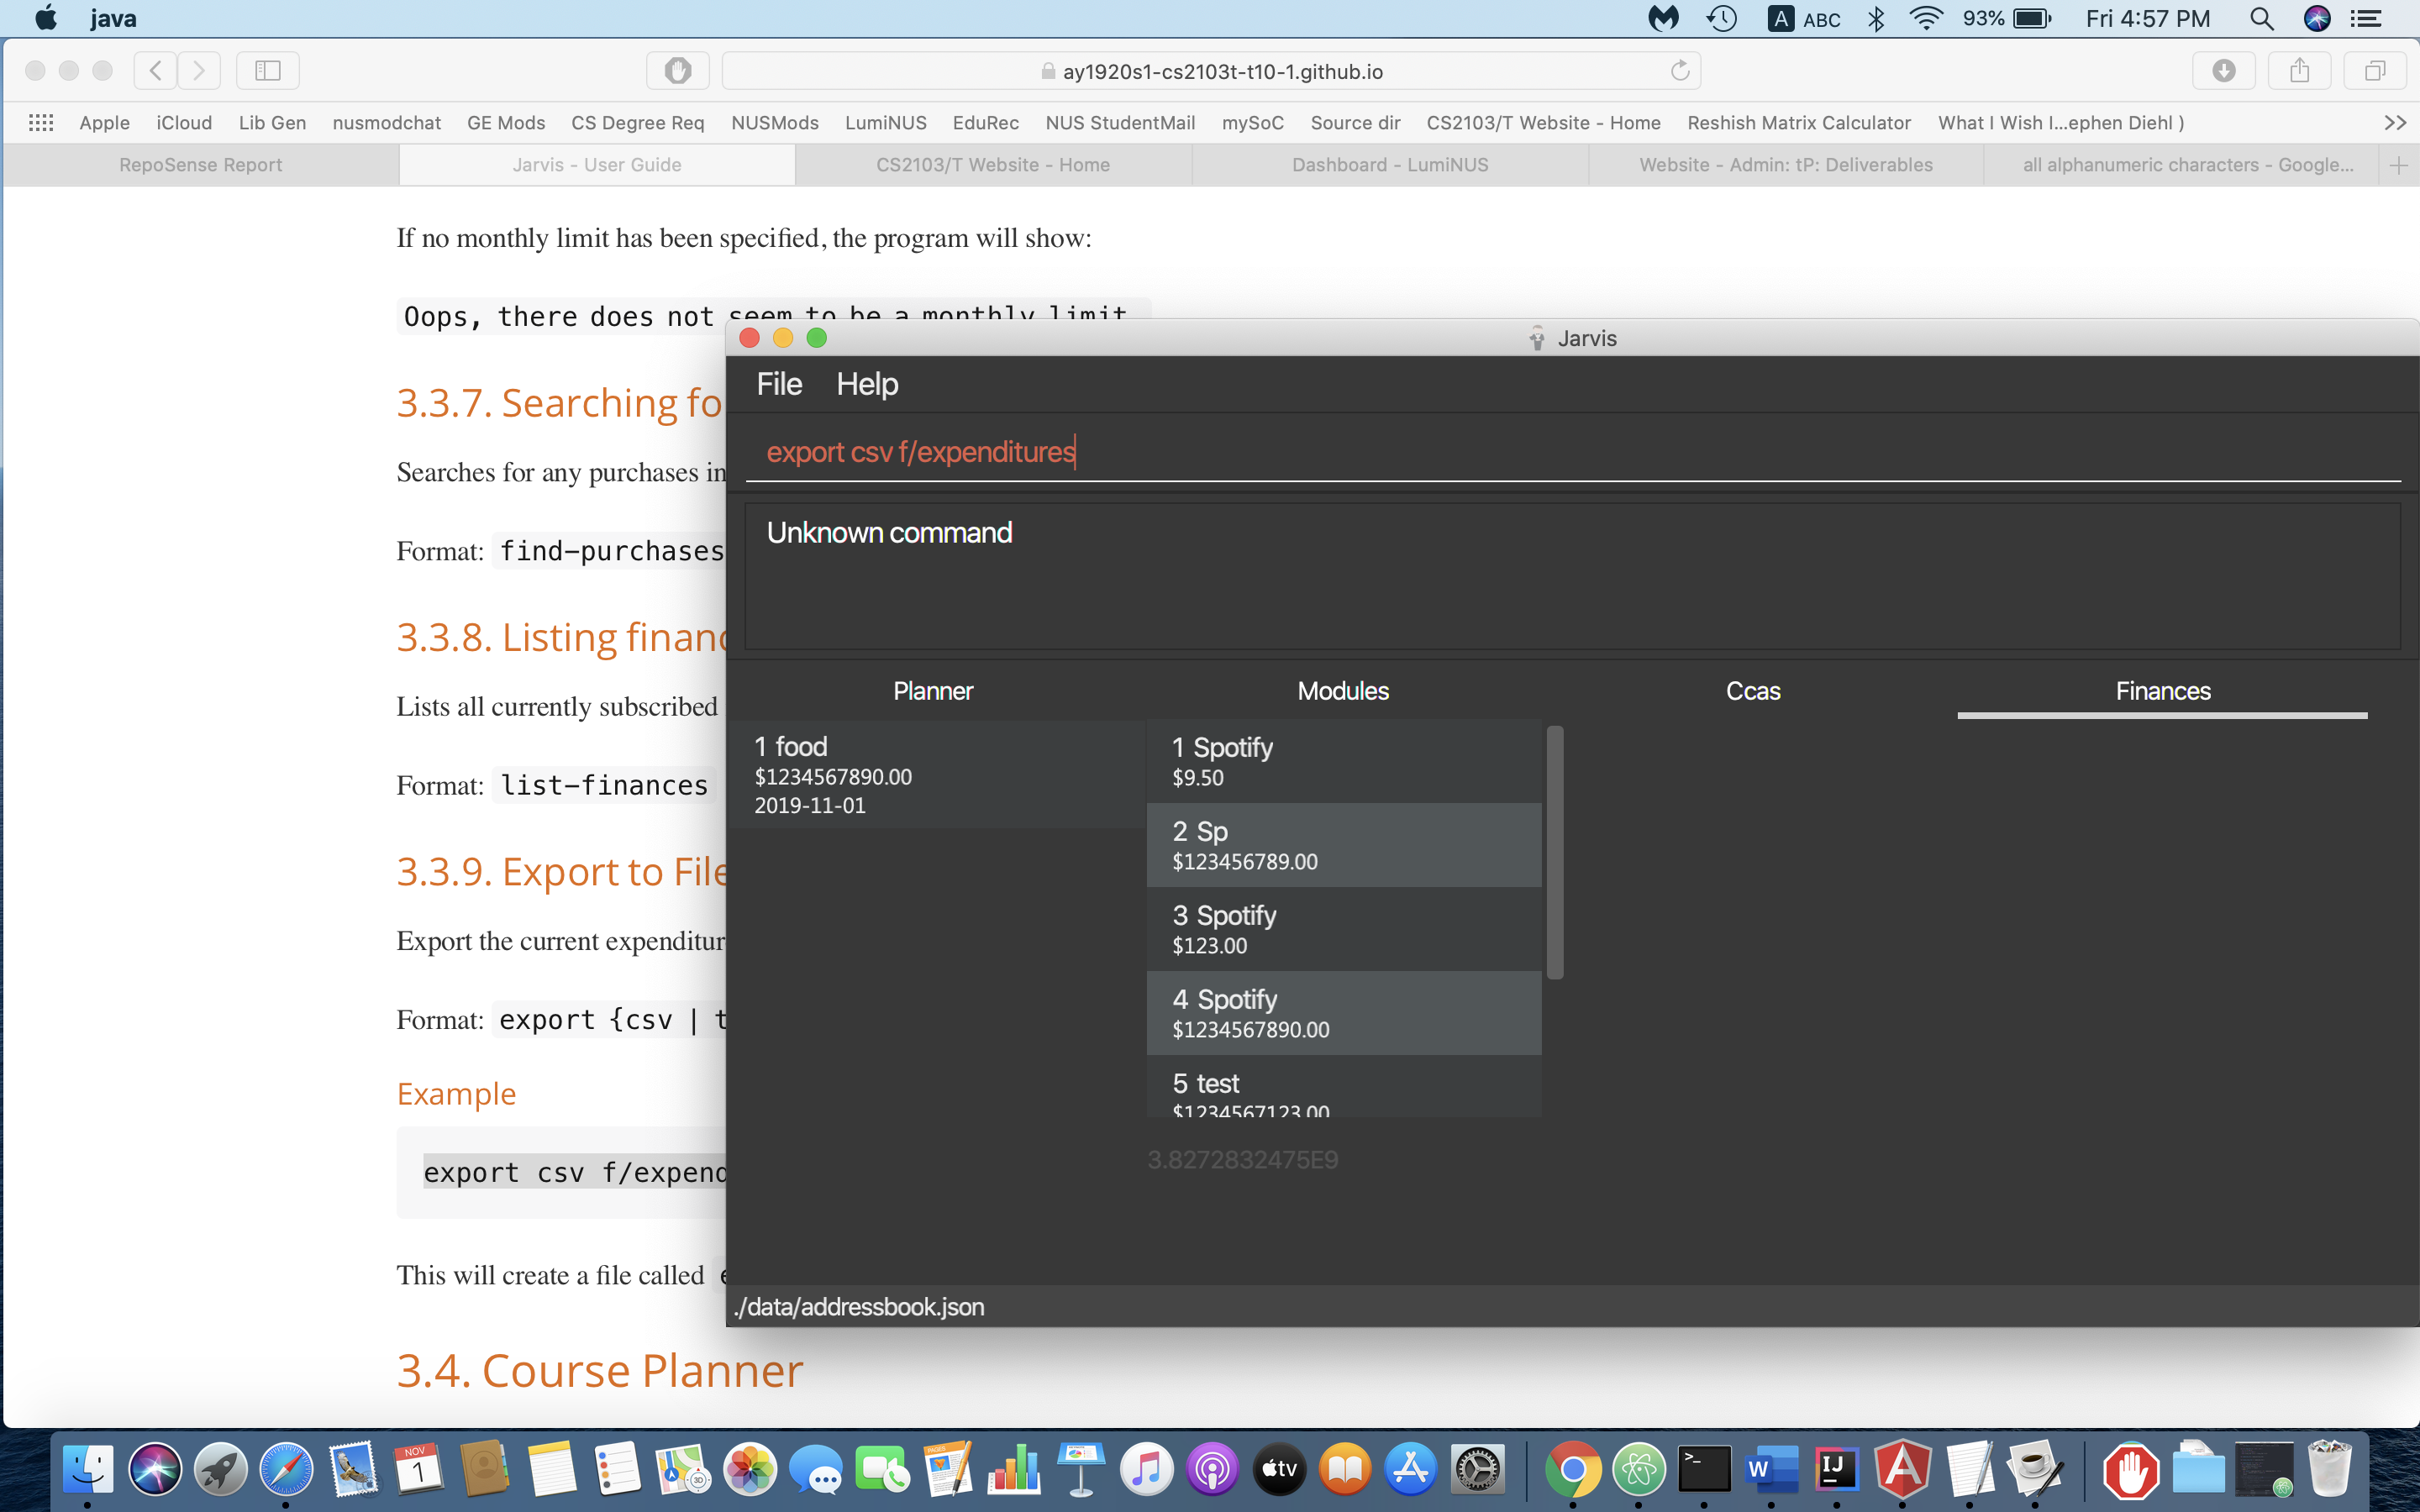 java
A ABC 93% Fri 4:57 PM
ay1920s1-cs2103t-t10-1.github.io
Apple iCloud Lib Gen nusmodchat GE Mods CS Degree Req NUSMods LumiNUS EduRec NUS StudentMail mySoC Source dir CS2103/T Website - Home Reshish Matrix Calculator What I Wish I...ephen Diehl )
RepoSense Report Jarvis - User Guide CS2103/T Website - Home Dashboard - LumiNUS Website - Admin: tP: Deliverables all alphanumeric characters - Google...
If no monthly limit has been specified, the program will show:
Oops, there does not seem to be a monthly limit
3.3.7. Searching fo
Searches for any purchases in
Format: find-purchases
3.3.8. Listing financ
Lists all currently subscribed
Format: list-finances
3.3.9. Export to File
Export the current expenditur
Format: export {csv | t
Example
export csv f/expend
This will create a file called e
3.4. Course Planner
Jarvis
File Help
export csv f/expenditures
Unknown command
Planner Modules Ccas Finances
1 food
$1234567890.00
2019-11-01
1 Spotify
$9.50
2 Sp
$123456789.00
3 Spotify
$123.00
4 Spotify
$1234567890.00
5 test
$1234567123.00
3.8272832475E9
./data/addressbook.json
NOV
1
PAGES
3D
tv
>_
W
IJ